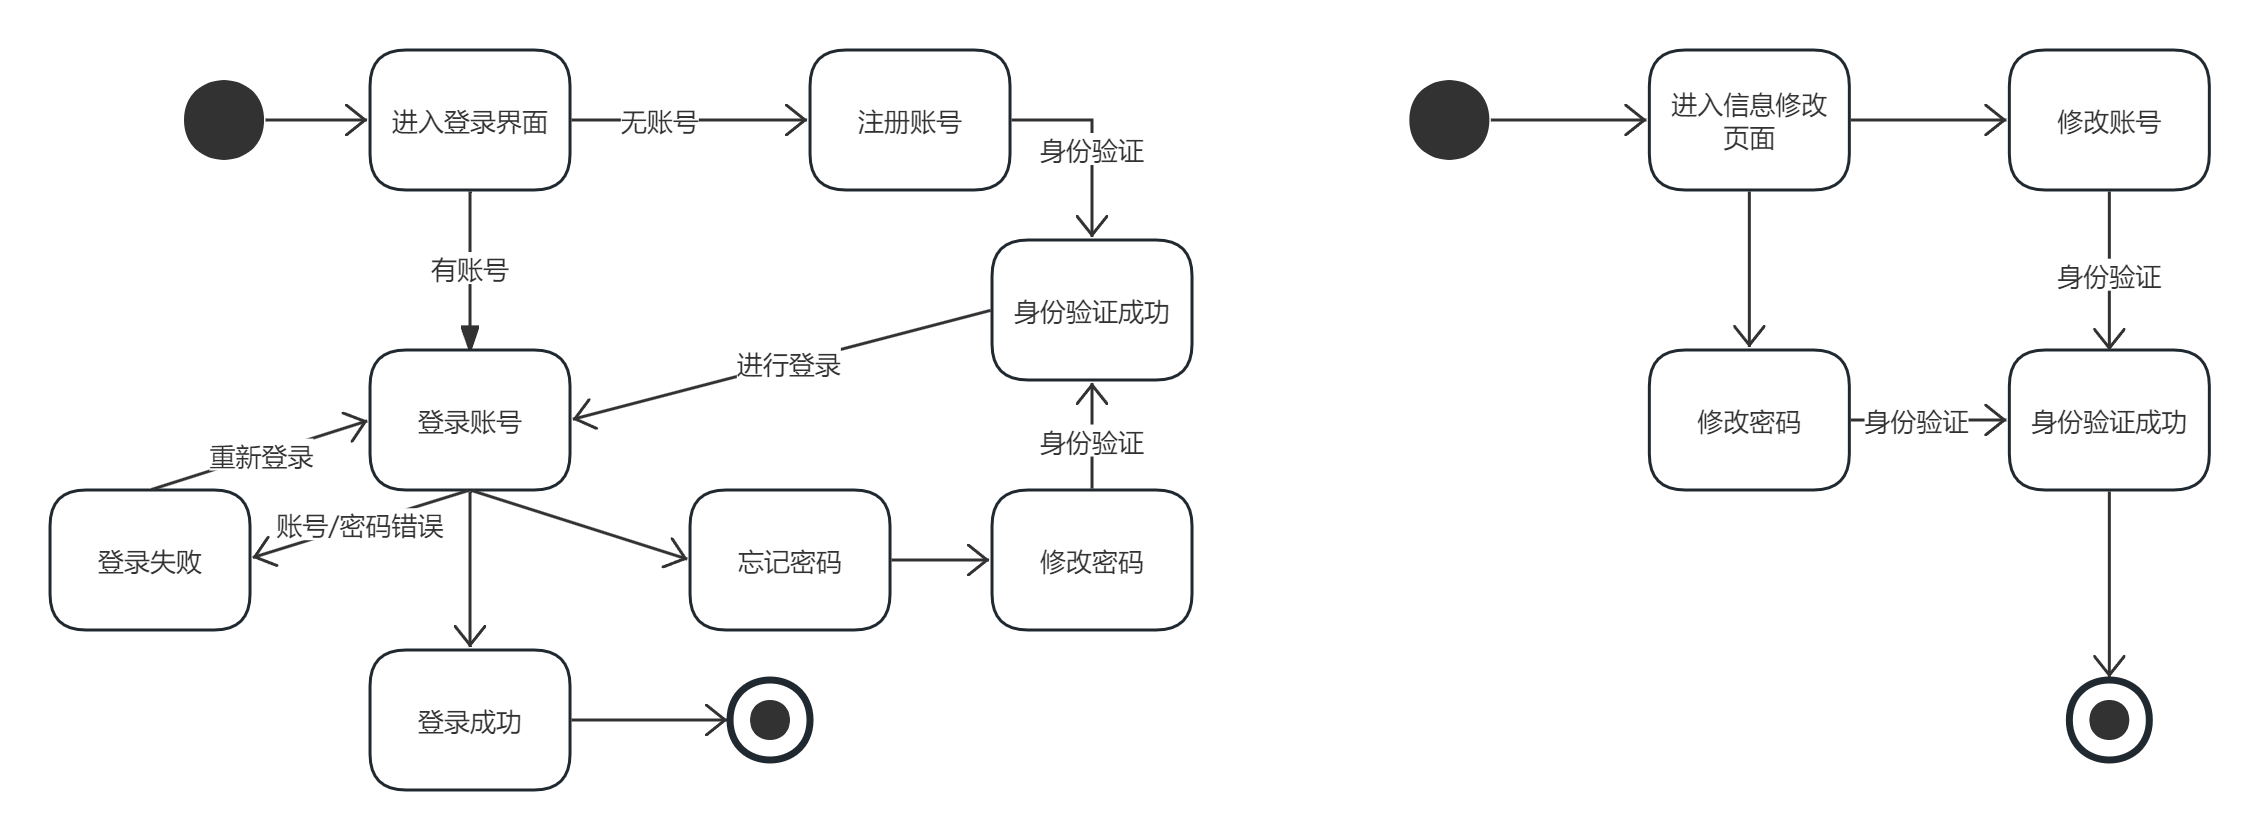 进入登录界面
无账号
注册账号
身份验证
有账号
身份验证成功
进行登录
登录账号
重新登录
身份验证
账号/密码错误
登录失败
忘记密码
修改密码
登录成功
进入信息修改
页面
修改账号
身份验证
修改密码
身份验证
身份验证成功